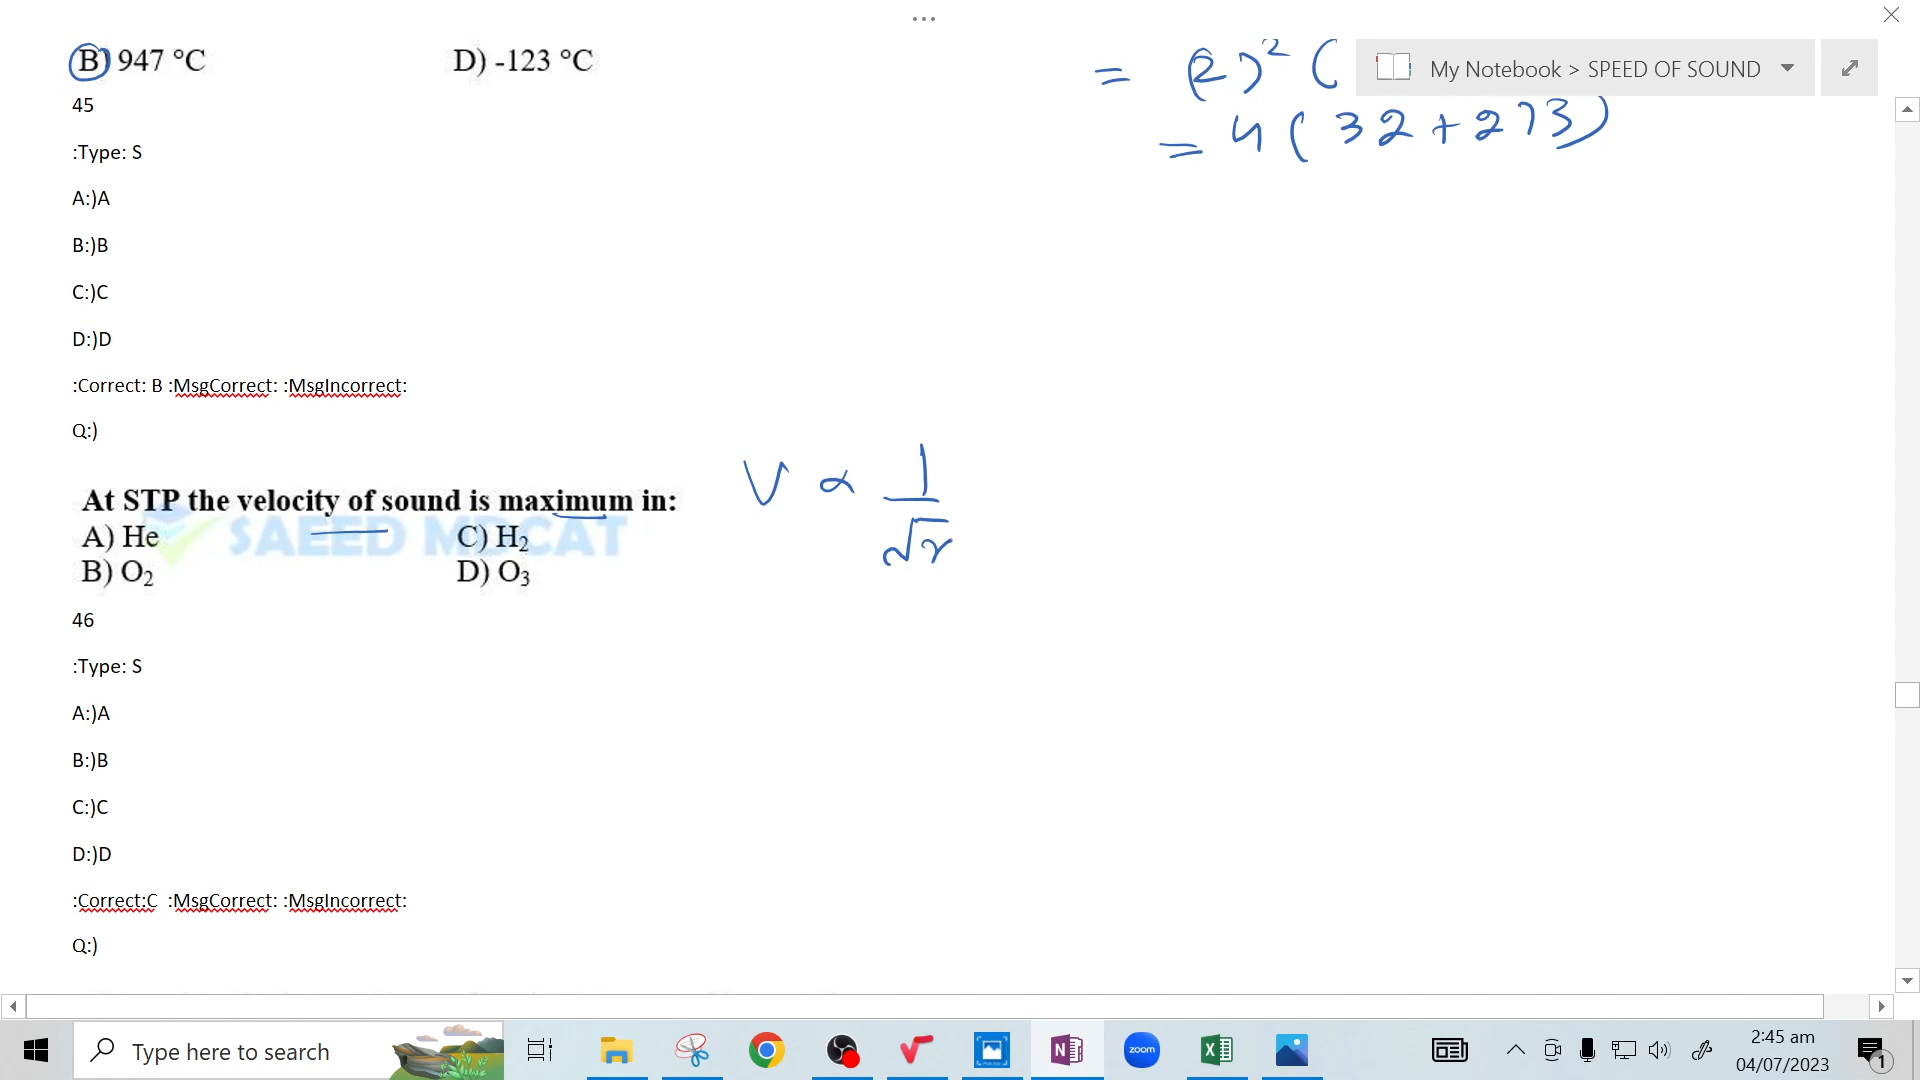 B) 947 °C D) -123 °C
= (2)² (
My Notebook > SPEED OF SOUND
= 4 ( 32 + 273 )
45
:Type: S
A:)A
B:)B
C:)C
D:)D
:Correct: B :MsgCorrect: :MsgIncorrect:
Q:)
At STP the velocity of sound is maximum in:
V ∝ 1/√r
SAEED MDCAT
A) He C) H₂
B) O₂ D) O₃
46
:Type: S
A:)A
B:)B
C:)C
D:)D
:Correct:C :MsgCorrect: :MsgIncorrect:
Q:)
Type here to search
zoom
2:45 am
04/07/2023
1